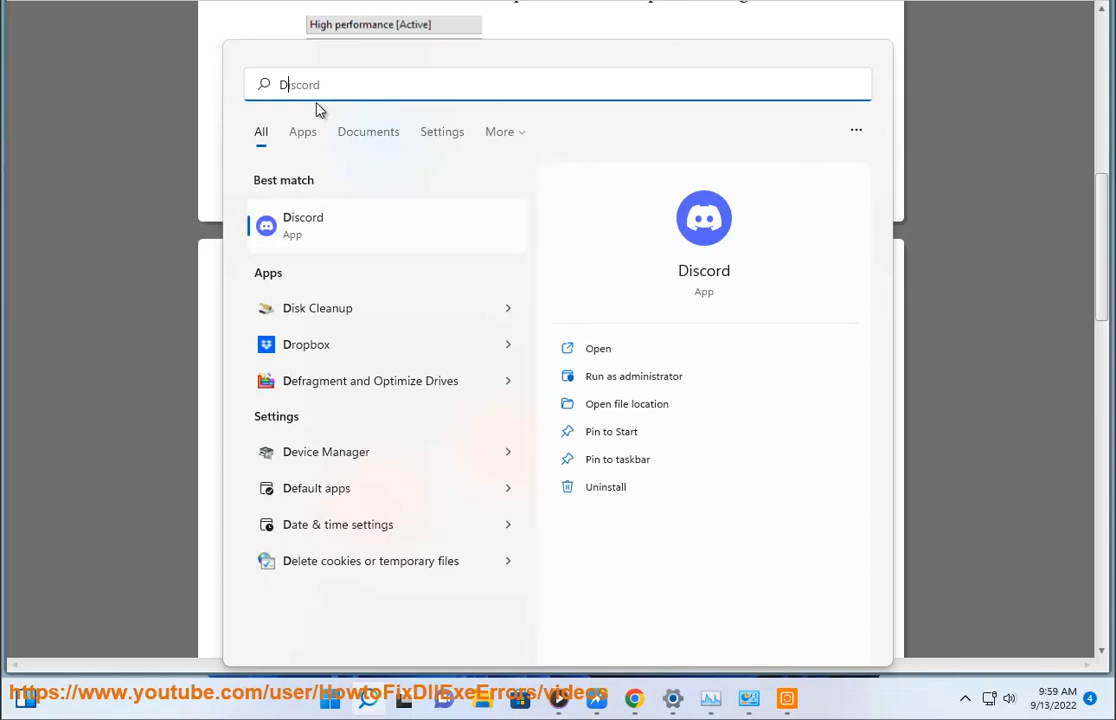 High performance [Active]
Discord
All Apps Documents Settings More
Best match
Discord
App
Apps
Disk Cleanup
Dropbox
Defragment and Optimize Drives
Settings
Device Manager
Default apps
Date & time settings
Delete cookies or temporary files
Discord
App
Open
Run as administrator
Open file location
Pin to Start
Pin to taskbar
Uninstall
https://www.youtube.com/user/HowtoFixDllExeErrors/videos
9:59 AM
9/13/2022
4